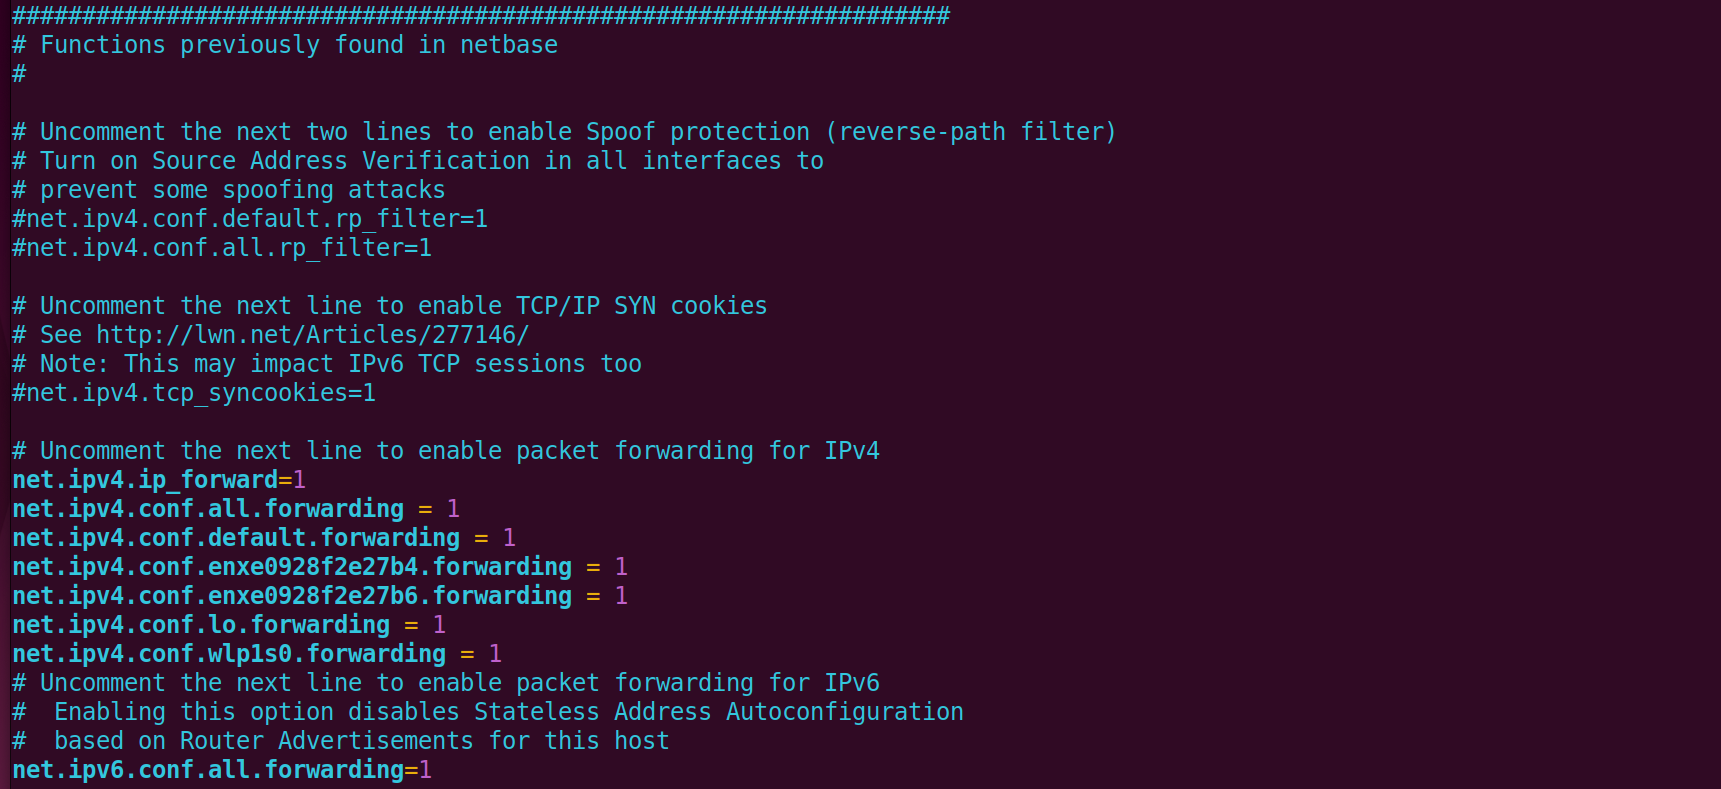 ###################################################################
# Functions previously found in netbase
#

# Uncomment the next two lines to enable Spoof protection (reverse-path filter)
# Turn on Source Address Verification in all interfaces to
# prevent some spoofing attacks
#net.ipv4.conf.default.rp_filter=1
#net.ipv4.conf.all.rp_filter=1

# Uncomment the next line to enable TCP/IP SYN cookies
# See http://lwn.net/Articles/277146/
# Note: This may impact IPv6 TCP sessions too
#net.ipv4.tcp_syncookies=1

# Uncomment the next line to enable packet forwarding for IPv4
net.ipv4.ip_forward=1
net.ipv4.conf.all.forwarding = 1
net.ipv4.conf.default.forwarding = 1
net.ipv4.conf.enxe0928f2e27b4.forwarding = 1
net.ipv4.conf.enxe0928f2e27b6.forwarding = 1
net.ipv4.conf.lo.forwarding = 1
net.ipv4.conf.wlp1s0.forwarding = 1
# Uncomment the next line to enable packet forwarding for IPv6
#  Enabling this option disables Stateless Address Autoconfiguration
#  based on Router Advertisements for this host
net.ipv6.conf.all.forwarding=1